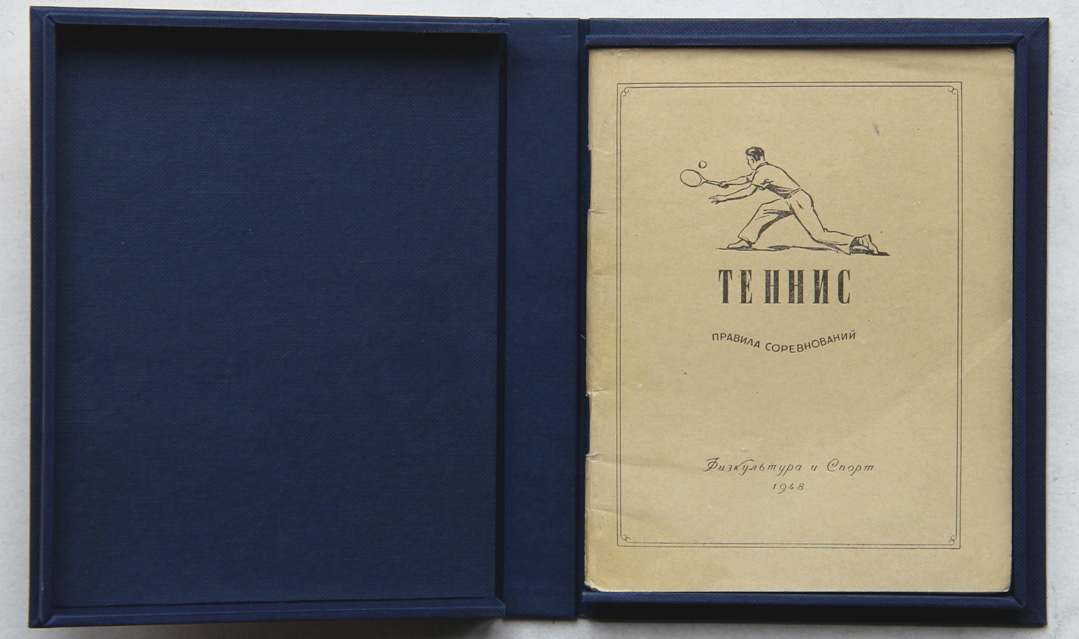 ТЕННИС
ПРАВИЛА СОРЕВНОВАНИЙ
Физкультура и Спорт
1948